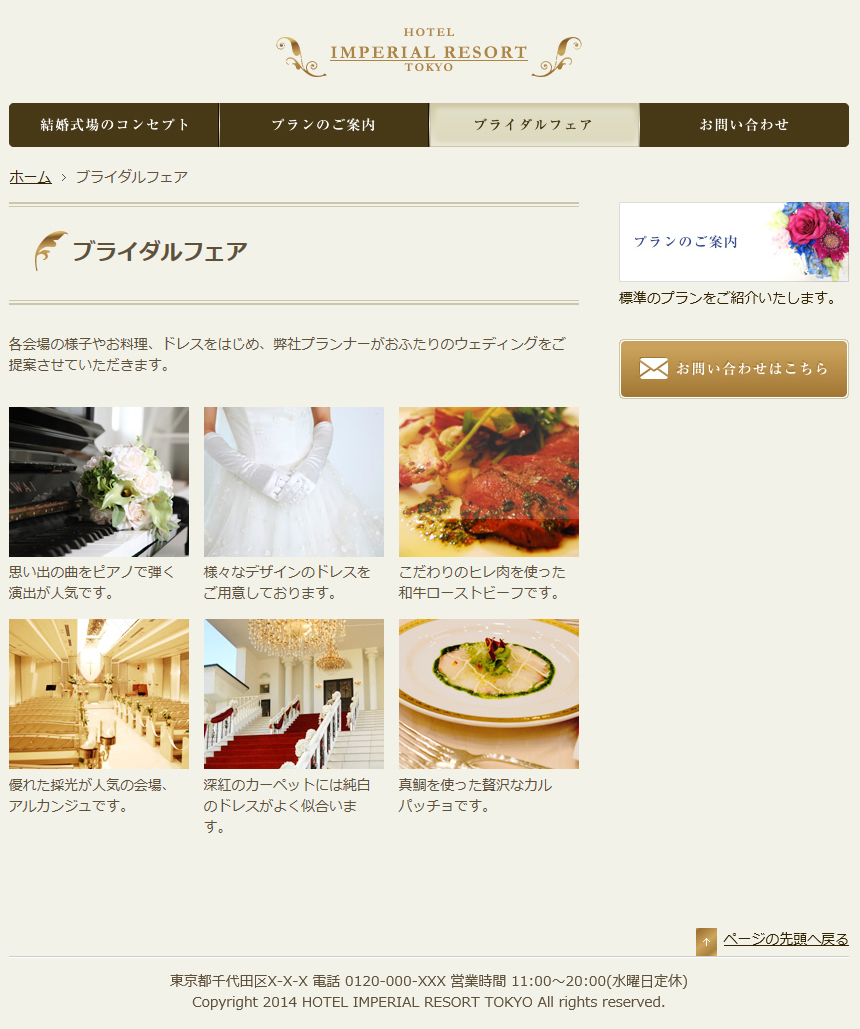 HOTEL
IMPERIAL RESORT
TOKYO
結婚式場のコンセプト
プランのご案内
ブライダルフェア
お問い合わせ
ホーム > ブライダルフェア
ブライダルフェア
各会場の様子やお料理、ドレスをはじめ、弊社プランナーがおふたりのウェディングをご
提案させていただきます。
思い出の曲をピアノで弾く
演出が人気です。
様々なデザインのドレスを
ご用意しております。
こだわりのヒレ肉を使った
和牛ローストビーフです。
優れた採光が人気の会場、
アルカンジュです。
深紅のカーペットには純白
のドレスがよく似合いま
す。
真鯛を使った贅沢なカル
パッチョです。
プランのご案内
標準のプランをご紹介いたします。
お問い合わせはこちら
ページの先頭へ戻る
東京都千代田区X-X-X 電話 0120-000-XXX 営業時間 11:00～20:00(水曜日定休)
Copyright 2014 HOTEL IMPERIAL RESORT TOKYO All rights reserved.